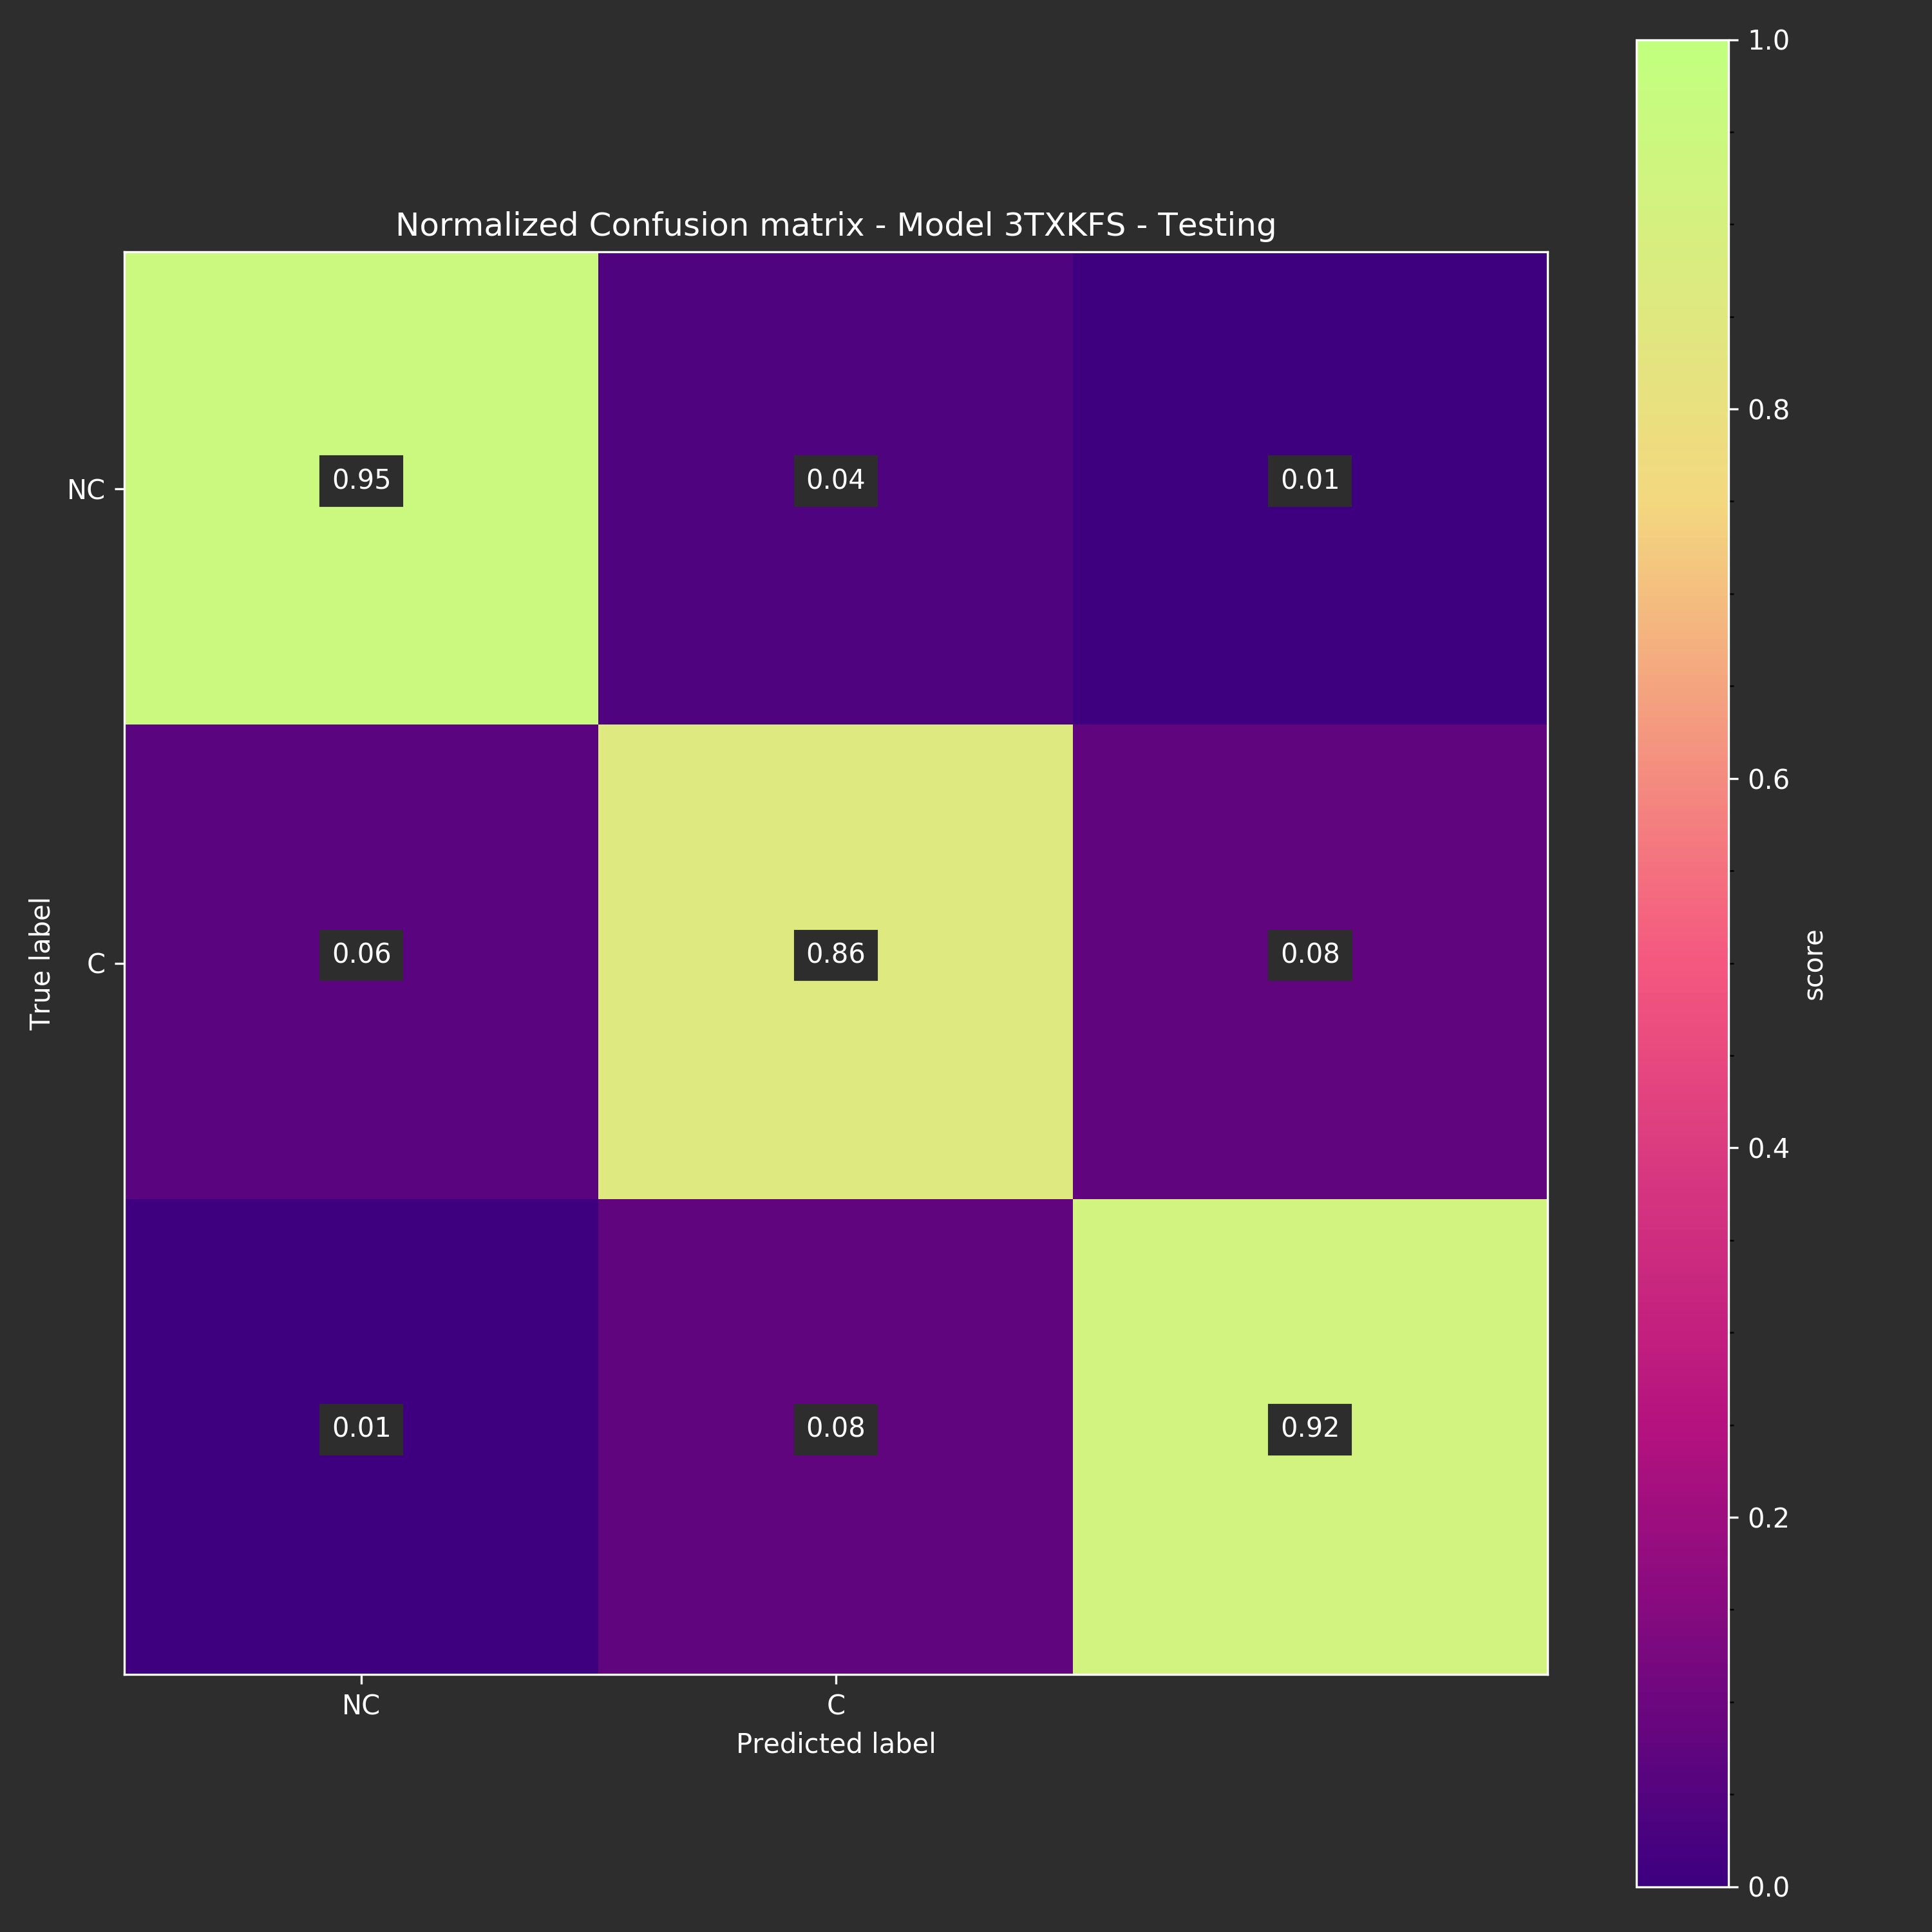 Normalized Confusion matrix - Model 3TXKFS - Testing
1.0
0.8
0.6
0.4
0.2
0.0
score
True label
NC
0.95 0.04 0.01
C
0.06 0.86 0.08
0.01 0.08 0.92
NC C
Predicted label